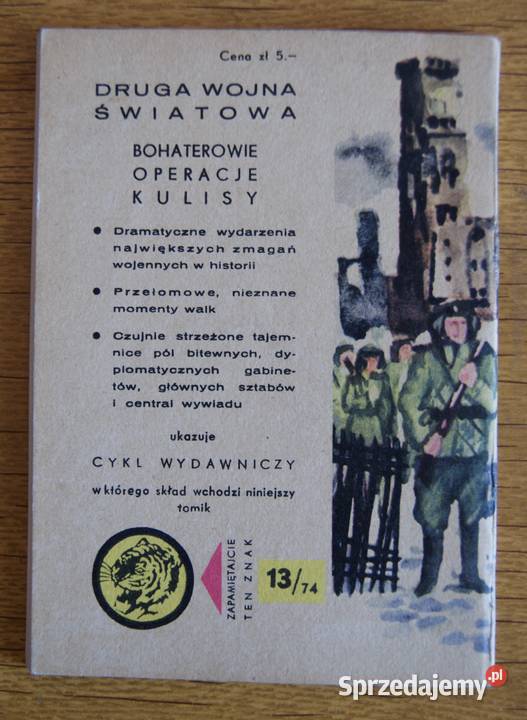 Cena zł 5.–
DRUGA WOJNA
ŚWIATOWA
BOHATEROWIE
OPERACJE
KULISY
● Dramatyczne wydarzenia
największych zmagań
wojennych w historii
● Przełomowe, nieznane
momenty walk
● Czujnie strzeżone tajem-
nice pól bitewnych, dy-
plomatycznych gabine-
tów, głównych sztabów
i central wywiadu
ukazuje
CYKL WYDAWNICZY
w którego skład wchodzi niniejszy
tomik
ZAPAMIĘTAJCIE
TEN ZNAK
13/74
Sprzedajemy.pl